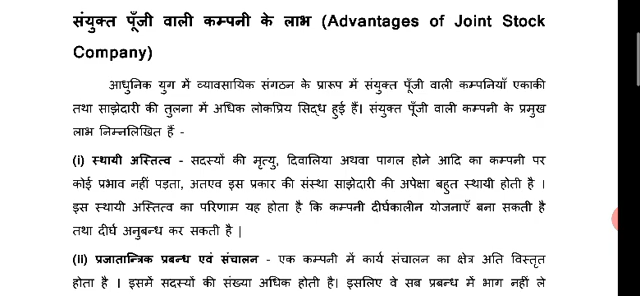 संयुक्त पूँजी वाली कम्पनी के लाभ (Advantages of Joint Stock
Company)
आधुनिक युग में व्यावसायिक संगठन के प्रारूप में संयुक्त पूँजी वाली कम्पनियाँ एकाकी
तथा साझेदारी की तुलना में अधिक लोकप्रिय सिद्ध हुई हैं। संयुक्त पूँजी वाली कम्पनी के प्रमुख
लाभ निम्नलिखित हैं -
(i) स्थायी अस्तित्व - सदस्यों की मृत्यु, दिवालिया अथवा पागल होने आदि का कम्पनी पर
कोई प्रभाव नहीं पड़ता, अतएव इस प्रकार की संस्था साझेदारी की अपेक्षा बहुत स्थायी होती है ।
इस स्थायी अस्तित्व का परिणाम यह होता है कि कम्पनी दीर्घकालीन योजनाएँ बना सकती है
तथा दीर्घ अनुबन्ध कर सकती है |
(II) प्रजातान्त्रिक प्रबन्ध एवं संचालन - एक कम्पनी में कार्य संचालन का क्षेत्र अति विस्तृत
होता है । इसमें सदस्यों की संख्या अधिक होती है। इसलिए वे सब प्रबन्ध में भाग नहीं ले